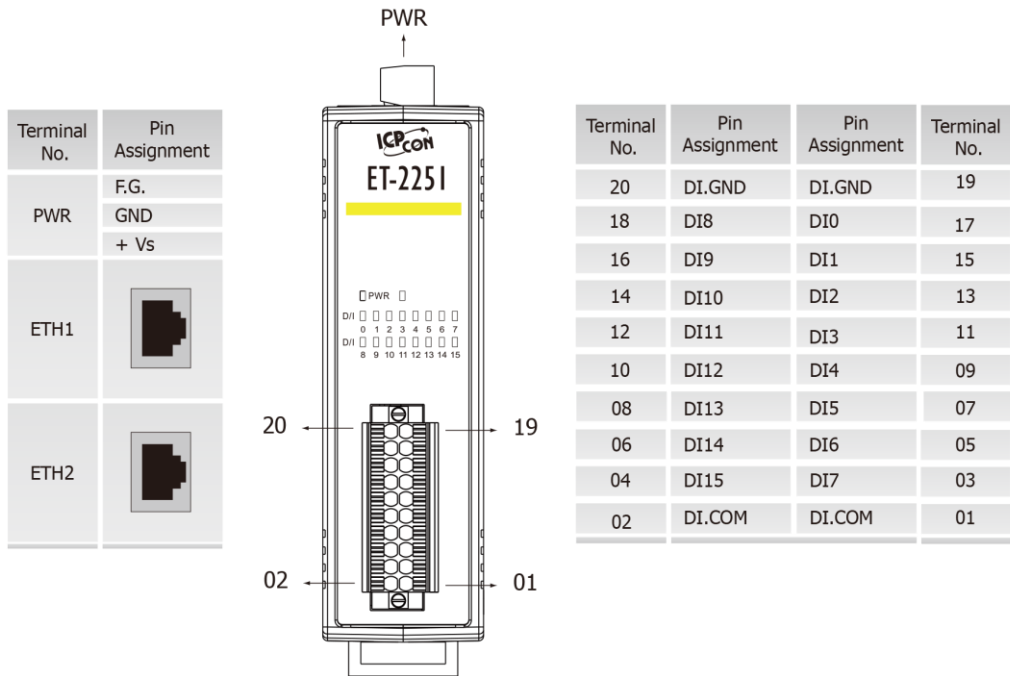 PWR
Terminal No. Pin Assignment
PWR F.G.
GND
+ Vs
ETH1
ETH2
ICP CON
ET-2251
PWR
D/I
0 1 2 3 4 5 6 7
D/I
8 9 10 11 12 13 14 15
20 19
02 01
Terminal No. Pin Assignment Pin Assignment Terminal No.
20 DI.GND DI.GND 19
18 DI8 DI0 17
16 DI9 DI1 15
14 DI10 DI2 13
12 DI11 DI3 11
10 DI12 DI4 09
08 DI13 DI5 07
06 DI14 DI6 05
04 DI15 DI7 03
02 DI.COM DI.COM 01